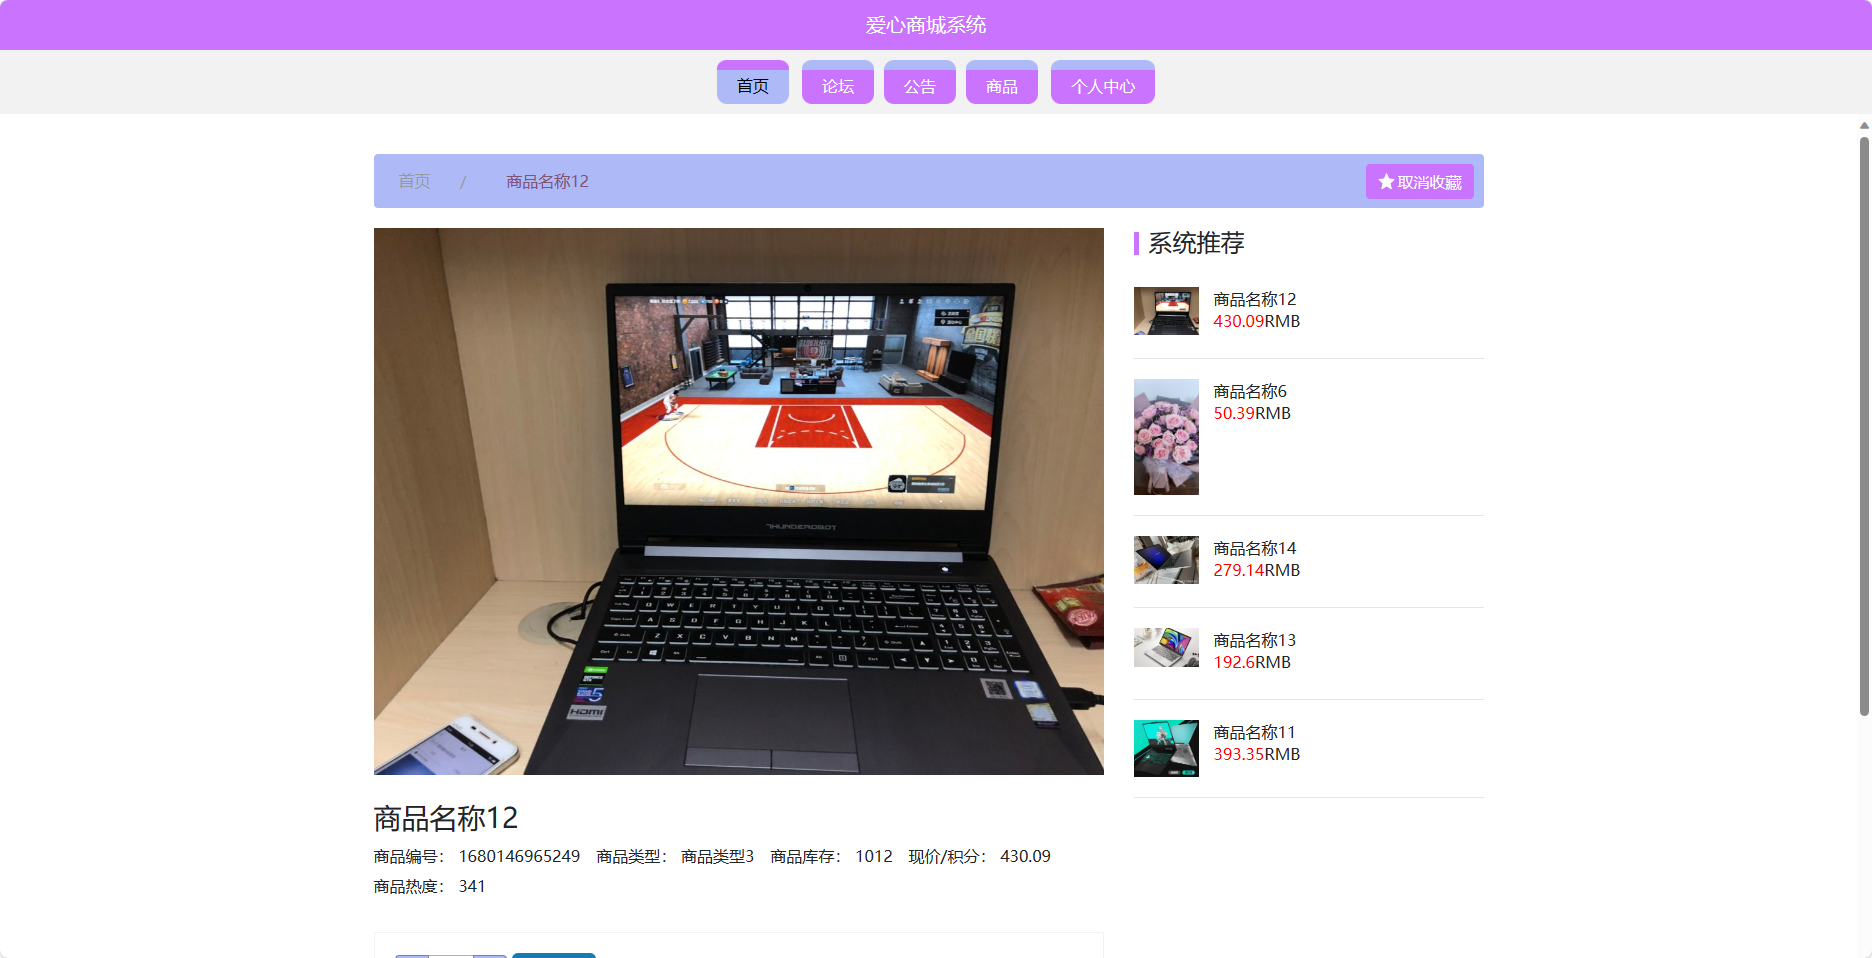 爱心商城系统
首页 论坛 公告 商品 个人中心
首页 / 商品名称12
取消收藏
THUNDEROBOT
HDMI
商品名称12
商品编号： 1680146965249 商品类型： 商品类型3 商品库存： 1012 现价/积分： 430.09
商品热度： 341
系统推荐
商品名称12
430.09RMB
商品名称6
50.39RMB
商品名称14
279.14RMB
商品名称13
192.6RMB
商品名称11
393.35RMB